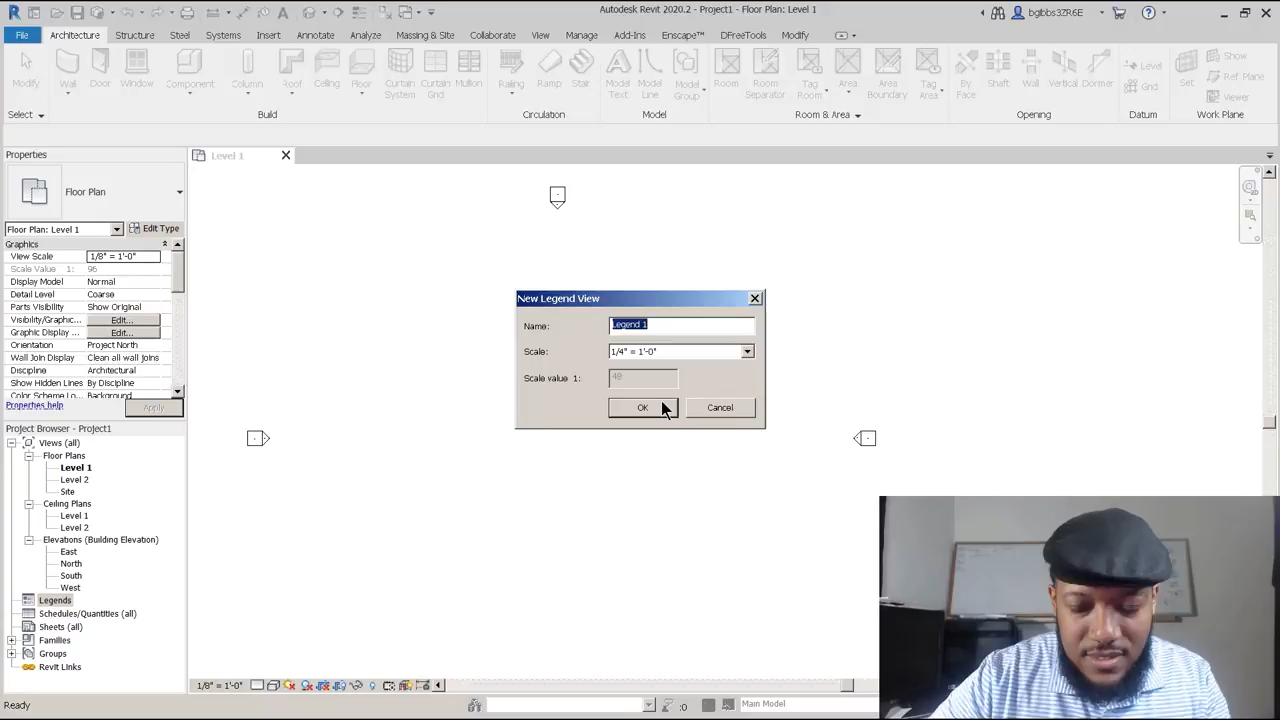 Autodesk Revit 2020.2 - Project1 - Floor Plan: Level 1
bgibbs3ZR6E
File Architecture Structure Steel Systems Insert Annotate Analyze Massing & Site Collaborate View Manage Add-Ins Enscape™ DFreeTools Modify
Modify Wall Door Window Component Column Roof Ceiling Floor Curtain System Curtain Grid Mullion Railing Ramp Stair Model Text Model Line Model Group Room Room Separator Tag Room Area Area Boundary Tag Area By Face Shaft Wall Vertical Dormer Level Grid Set Show Ref Plane Viewer
Select Build Circulation Model Room & Area Opening Datum Work Plane
Properties
Level 1
Floor Plan
Floor Plan: Level 1 Edit Type
Graphics
View Scale 1/8" = 1'-0"
Scale Value 1: 96
Display Model Normal
Detail Level Coarse
Parts Visibility Show Original
Visibility/Graphic... Edit...
Graphic Display ... Edit...
Orientation Project North
Wall Join Display Clean all wall joins
Discipline Architectural
Show Hidden Lines By Discipline
Color Scheme Lo... Background
Properties help Apply
Project Browser - Project1
Views (all)
Floor Plans
Level 1
Level 2
Site
Ceiling Plans
Level 1
Level 2
Elevations (Building Elevation)
East
North
South
West
Legends
Schedules/Quantities (all)
Sheets (all)
Families
Groups
Revit Links
New Legend View
Name: Legend 1
Scale: 1/4" = 1'-0"
Scale value 1: 48
OK Cancel
1/8" = 1'-0"
Ready
:0
Main Model